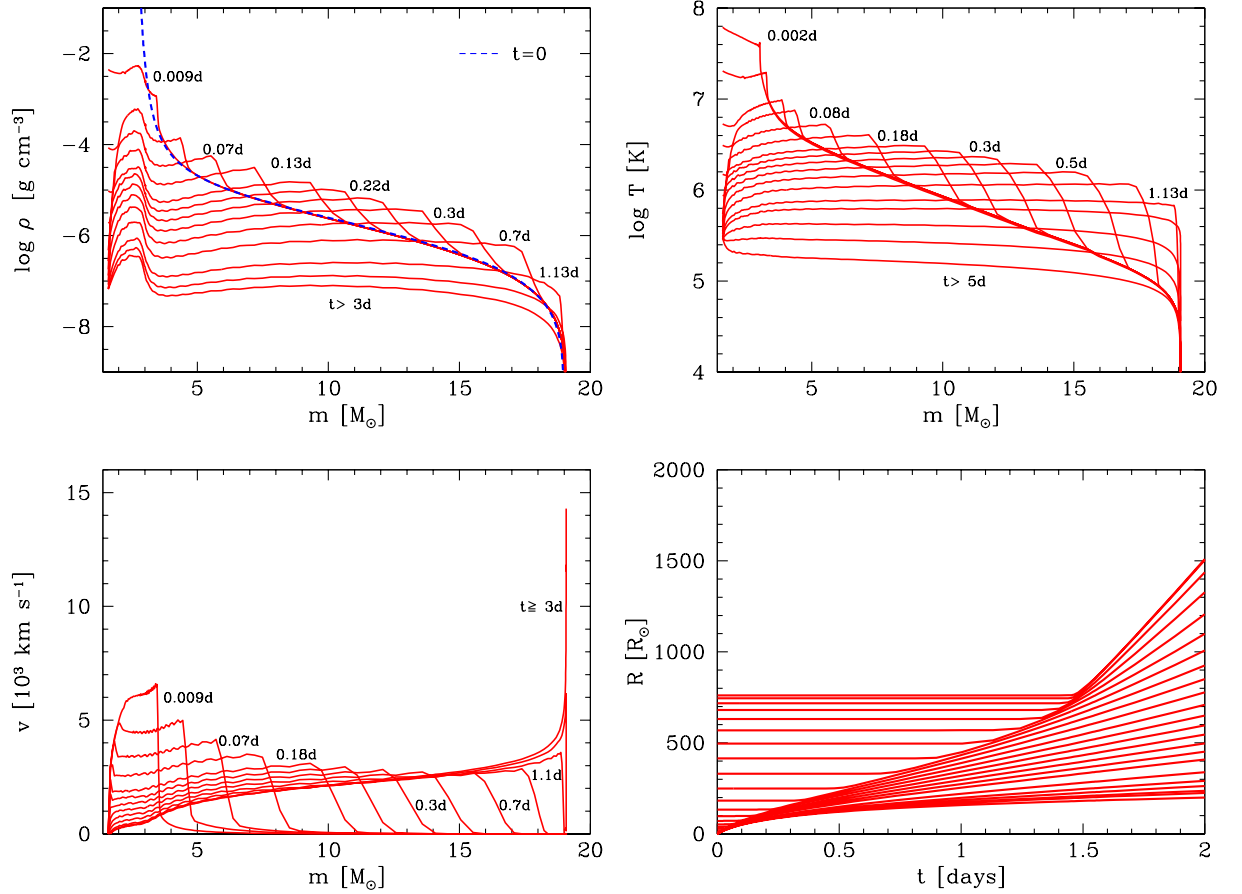 −2
−4
−6
−8
log ρ [g cm⁻³]
5
10
15
20
m [M⊙]
t=0
0.009d
0.07d
0.13d
0.22d
0.3d
0.7d
1.13d
t> 3d
8
7
6
5
4
log T [K]
5
10
15
20
m [M⊙]
0.002d
0.08d
0.18d
0.3d
0.5d
1.13d
t> 5d
15
10
5
0
v [10³ km s⁻¹]
5
10
15
20
m [M⊙]
t≧ 3d
0.009d
0.07d
0.18d
0.3d
0.7d
1.1d
2000
1500
1000
500
0
R [R⊙]
0
0.5
1
1.5
2
t [days]